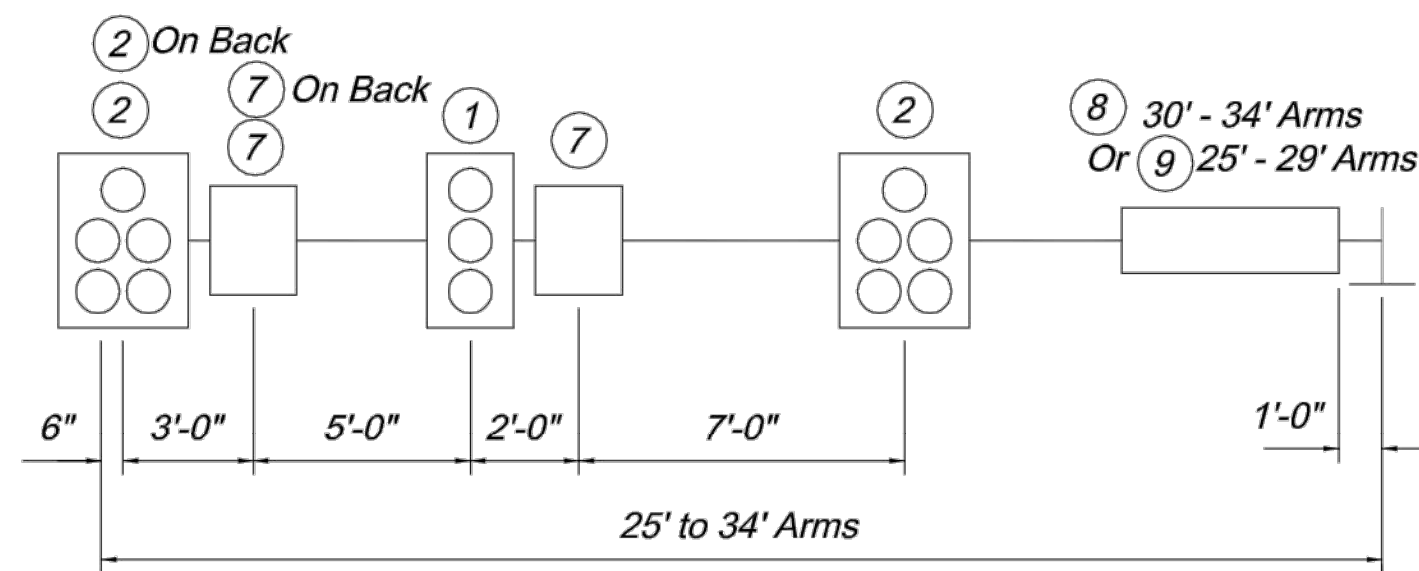 2 On Back
2
7 On Back
7
1
7
2
8 30' - 34' Arms
Or 9 25' - 29' Arms
6" 3'-0" 5'-0" 2'-0" 7'-0" 1'-0"
25' to 34' Arms